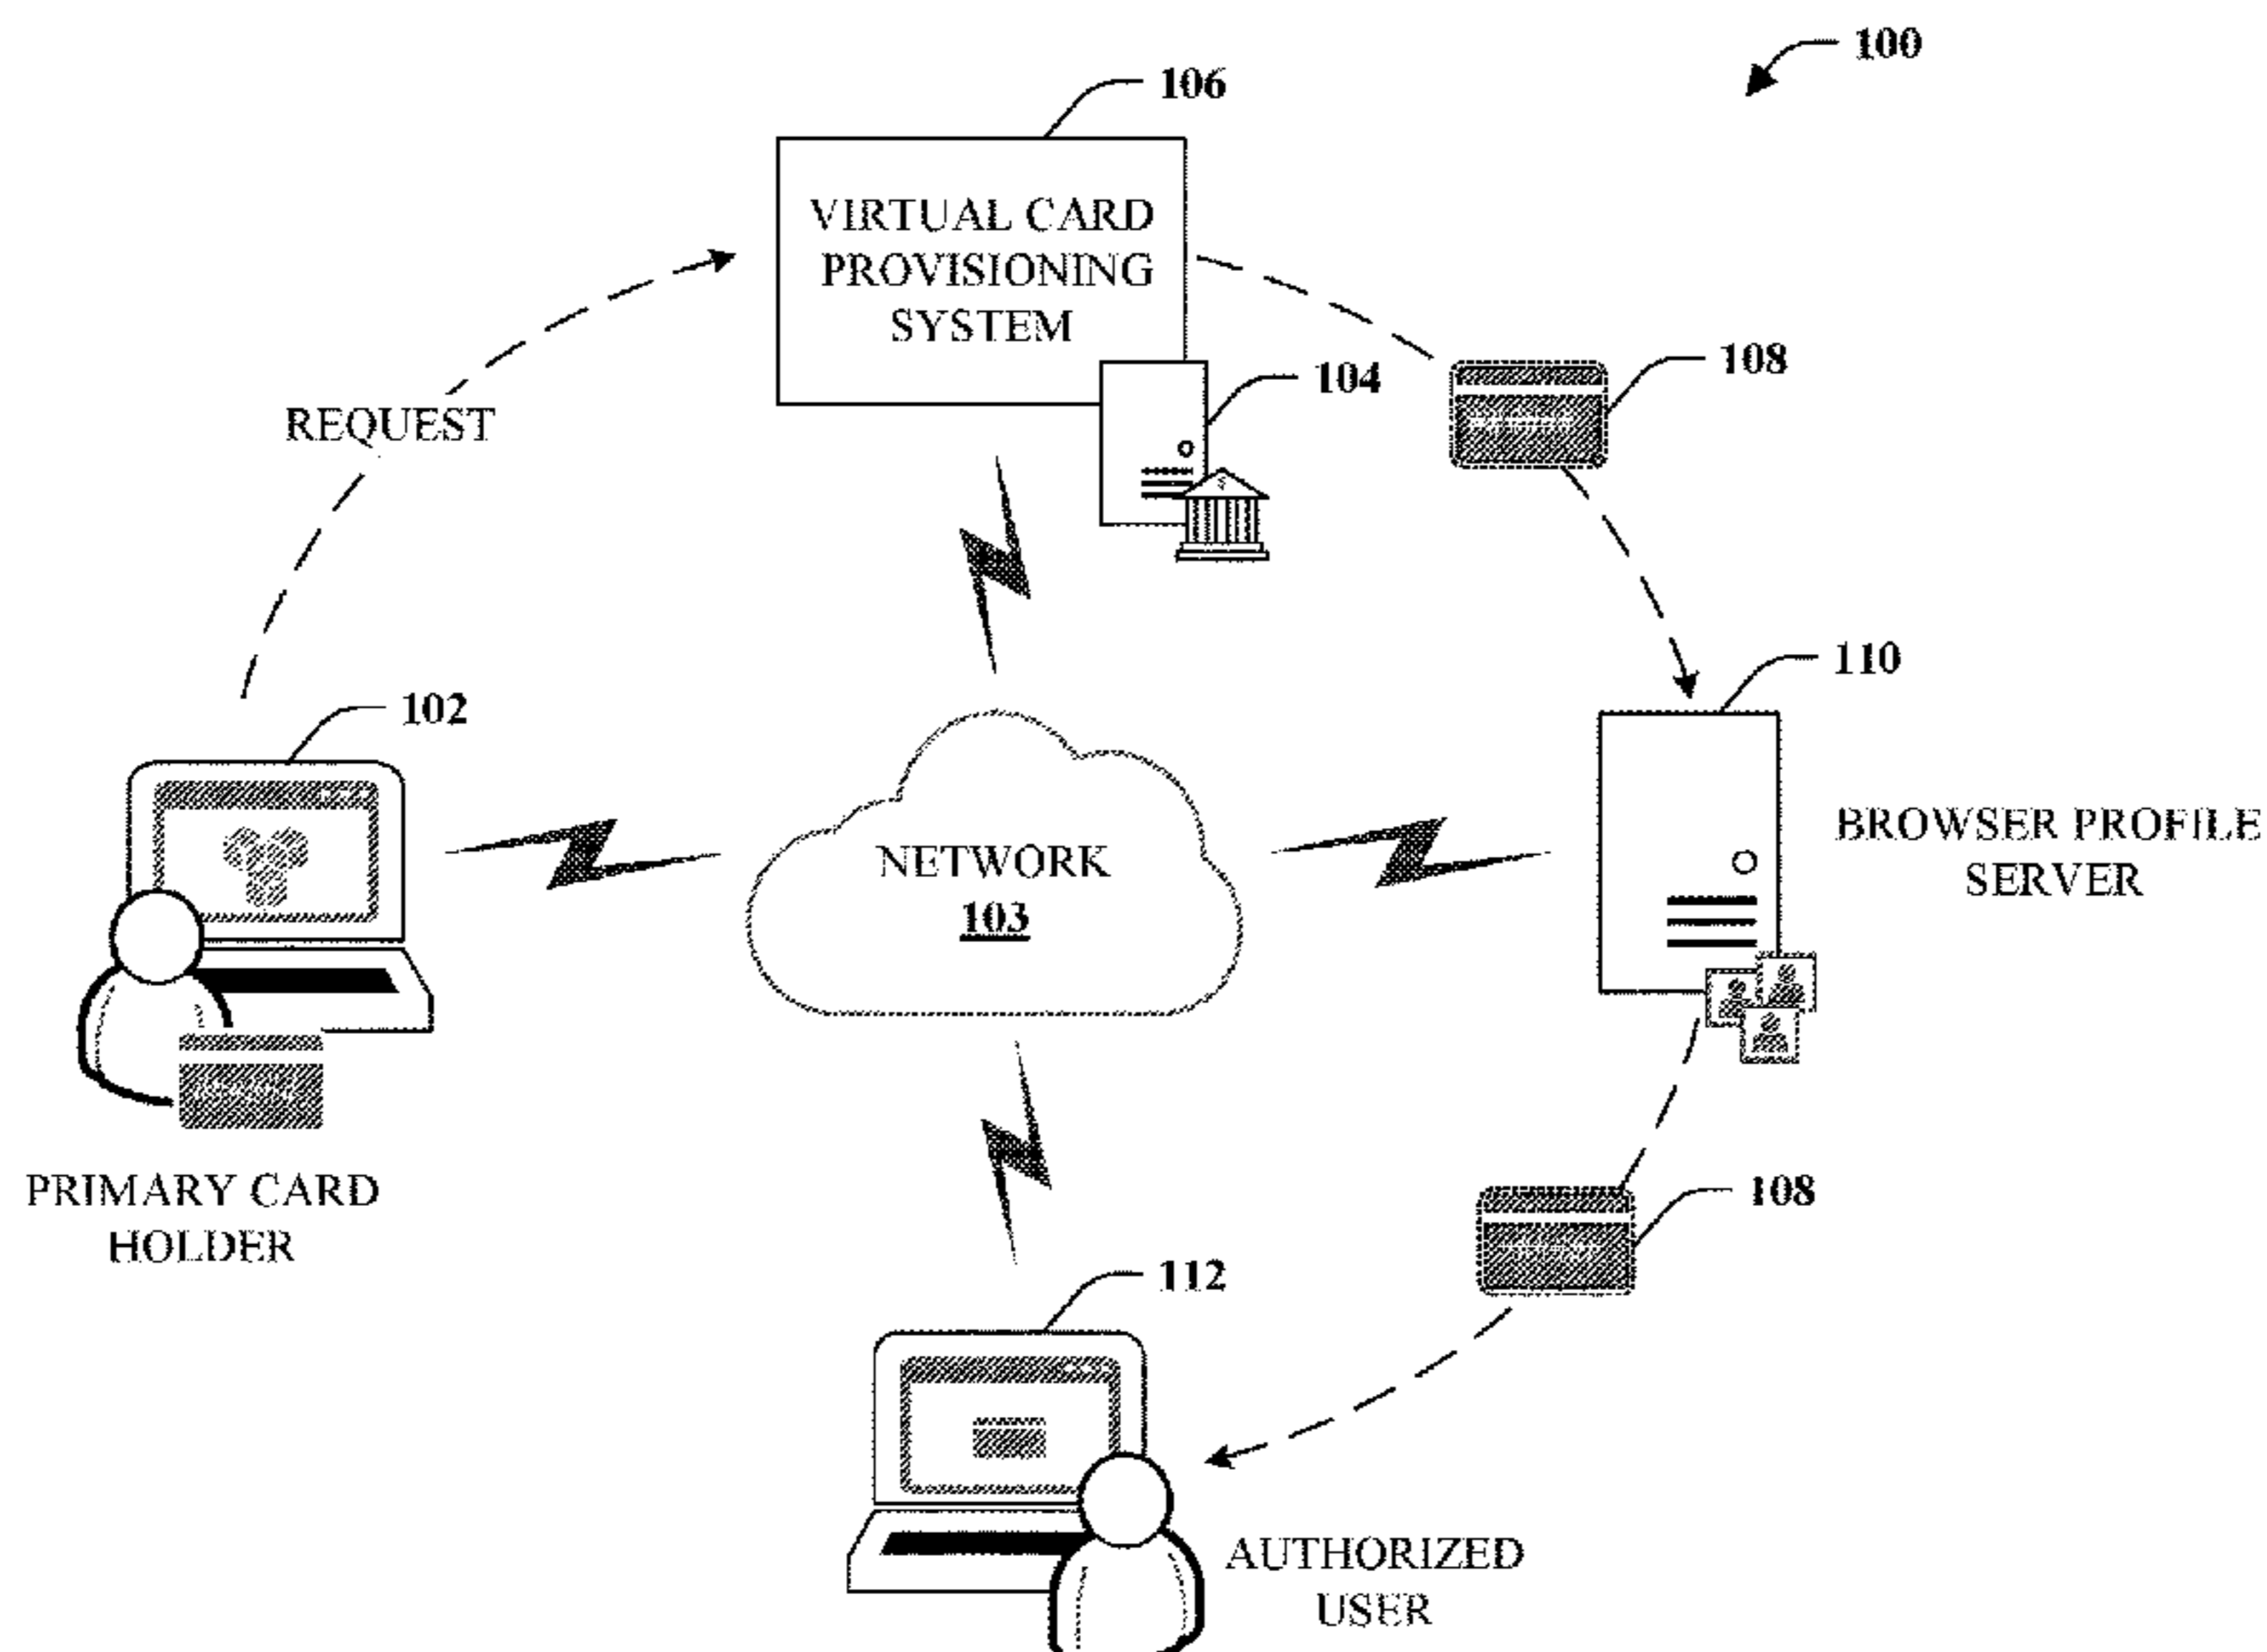 100
106
VIRTUAL CARD
PROVISIONING
SYSTEM
108
104
REQUEST
110
102
NETWORK
103
BROWSER PROFILE
SERVER
PRIMARY CARD
HOLDER
108
112
AUTHORIZED
USER